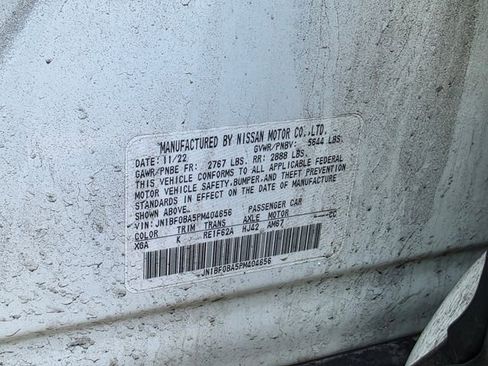 MANUFACTURED BY NISSAN MOTOR CO.,LTD.
DATE: 11/22 GVWR/PNBV: 5644 LBS.
GAWR/PNBE FR: 2767 LBS. RR: 2888 LBS.
THIS VEHICLE CONFORMS TO ALL APPLICABLE FEDERAL
MOTOR VEHICLE SAFETY,BUMPER,AND THEFT PREVENTION
STANDARDS IN EFFECT ON THE DATE OF MANUFACTURE
SHOWN ABOVE.
VIN: JN1BF0BA5PM404656 PASSENGER CAR
COLOR TRIM TRANS AXLE MOTOR CC
K RE1F62A HJ42 AM67
JN1BF0BA5PM404656